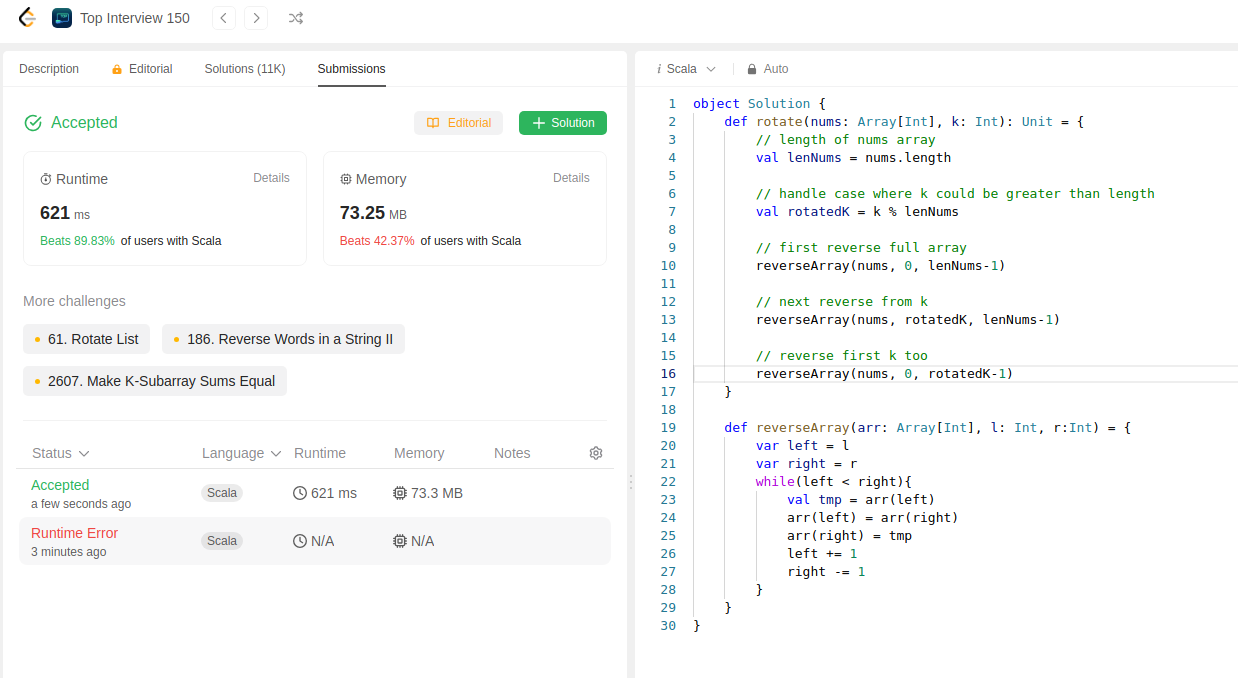 Top Interview 150
Description Editorial Solutions (11K) Submissions
Accepted Editorial Solution
Runtime Details
621 ms
Beats 89.83% of users with Scala
Memory Details
73.25 MB
Beats 42.37% of users with Scala
More challenges
61. Rotate List 186. Reverse Words in a String II
2607. Make K-Subarray Sums Equal
Status Language Runtime Memory Notes
Accepted
a few seconds ago
Scala 621 ms 73.3 MB
Runtime Error
3 minutes ago
Scala N/A N/A
i Scala Auto
1 object Solution {
2 def rotate(nums: Array[Int], k: Int): Unit = {
3 // length of nums array
4 val lenNums = nums.length
5
6 // handle case where k could be greater than length
7 val rotatedK = k % lenNums
8
9 // first reverse full array
10 reverseArray(nums, 0, lenNums-1)
11
12 // next reverse from k
13 reverseArray(nums, rotatedK, lenNums-1)
14
15 // reverse first k too
16 reverseArray(nums, 0, rotatedK-1)
17 }
18
19 def reverseArray(arr: Array[Int], l: Int, r:Int) = {
20 var left = l
21 var right = r
22 while(left < right){
23 val tmp = arr(left)
24 arr(left) = arr(right)
25 arr(right) = tmp
26 left += 1
27 right -= 1
28 }
29 }
30 }